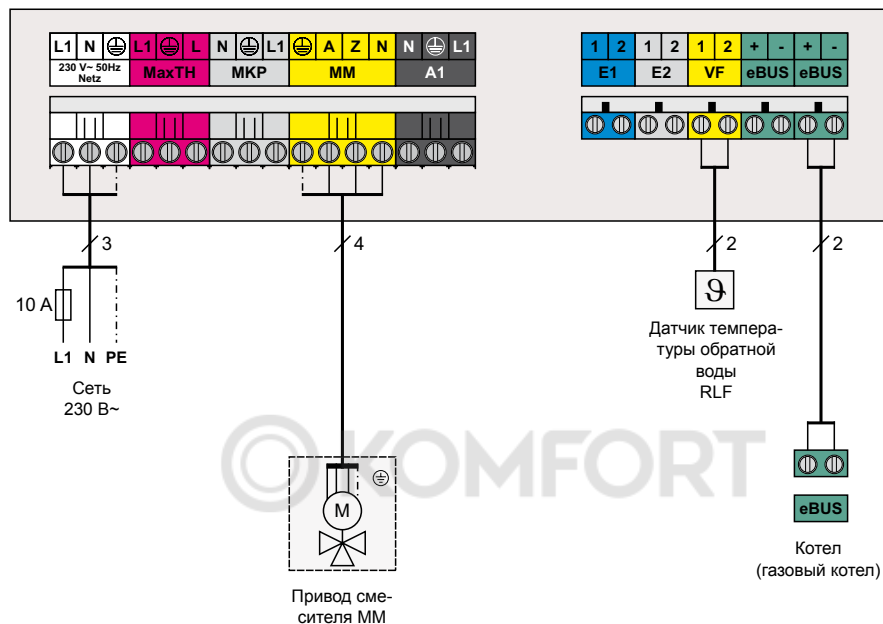 L1 N L1 L N L1 A Z N N L1
230 V~ 50Hz
Netz
MaxTH MKP MM A1
1 2 1 2 1 2 + - + -
E1 E2 VF eBUS eBUS
3
4
2
2
10 A
L1 N PE
Сеть
230 В~
ϑ
Датчик темпера-
туры обратной
воды
RLF
KOMFORT
M
eBUS
Котел
(газовый котел)
Привод сме-
сителя ММ